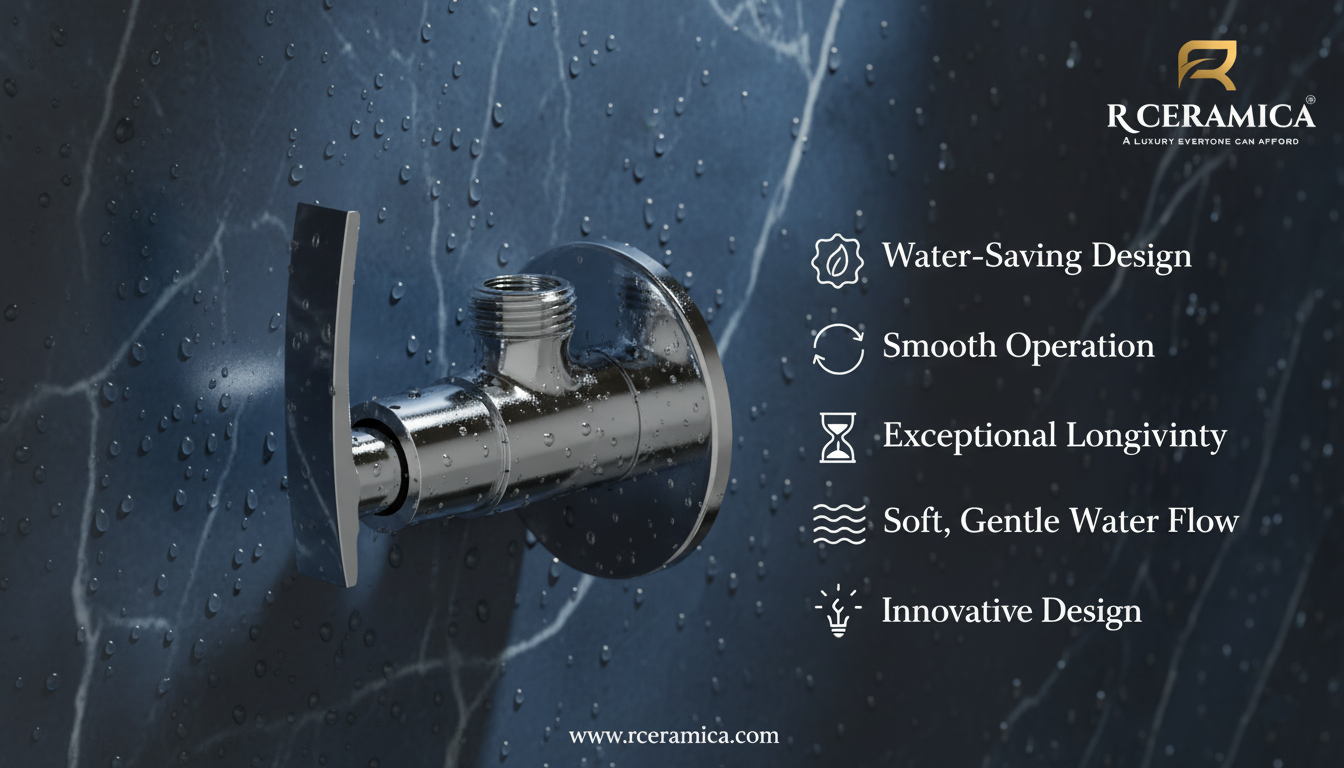 R CERAMICA®
A LUXURY EVERYONE CAN AFFORD
Water-Saving Design
Smooth Operation
Exceptional Longivinty
Soft, Gentle Water Flow
Innovative Design
www.rceramica.com